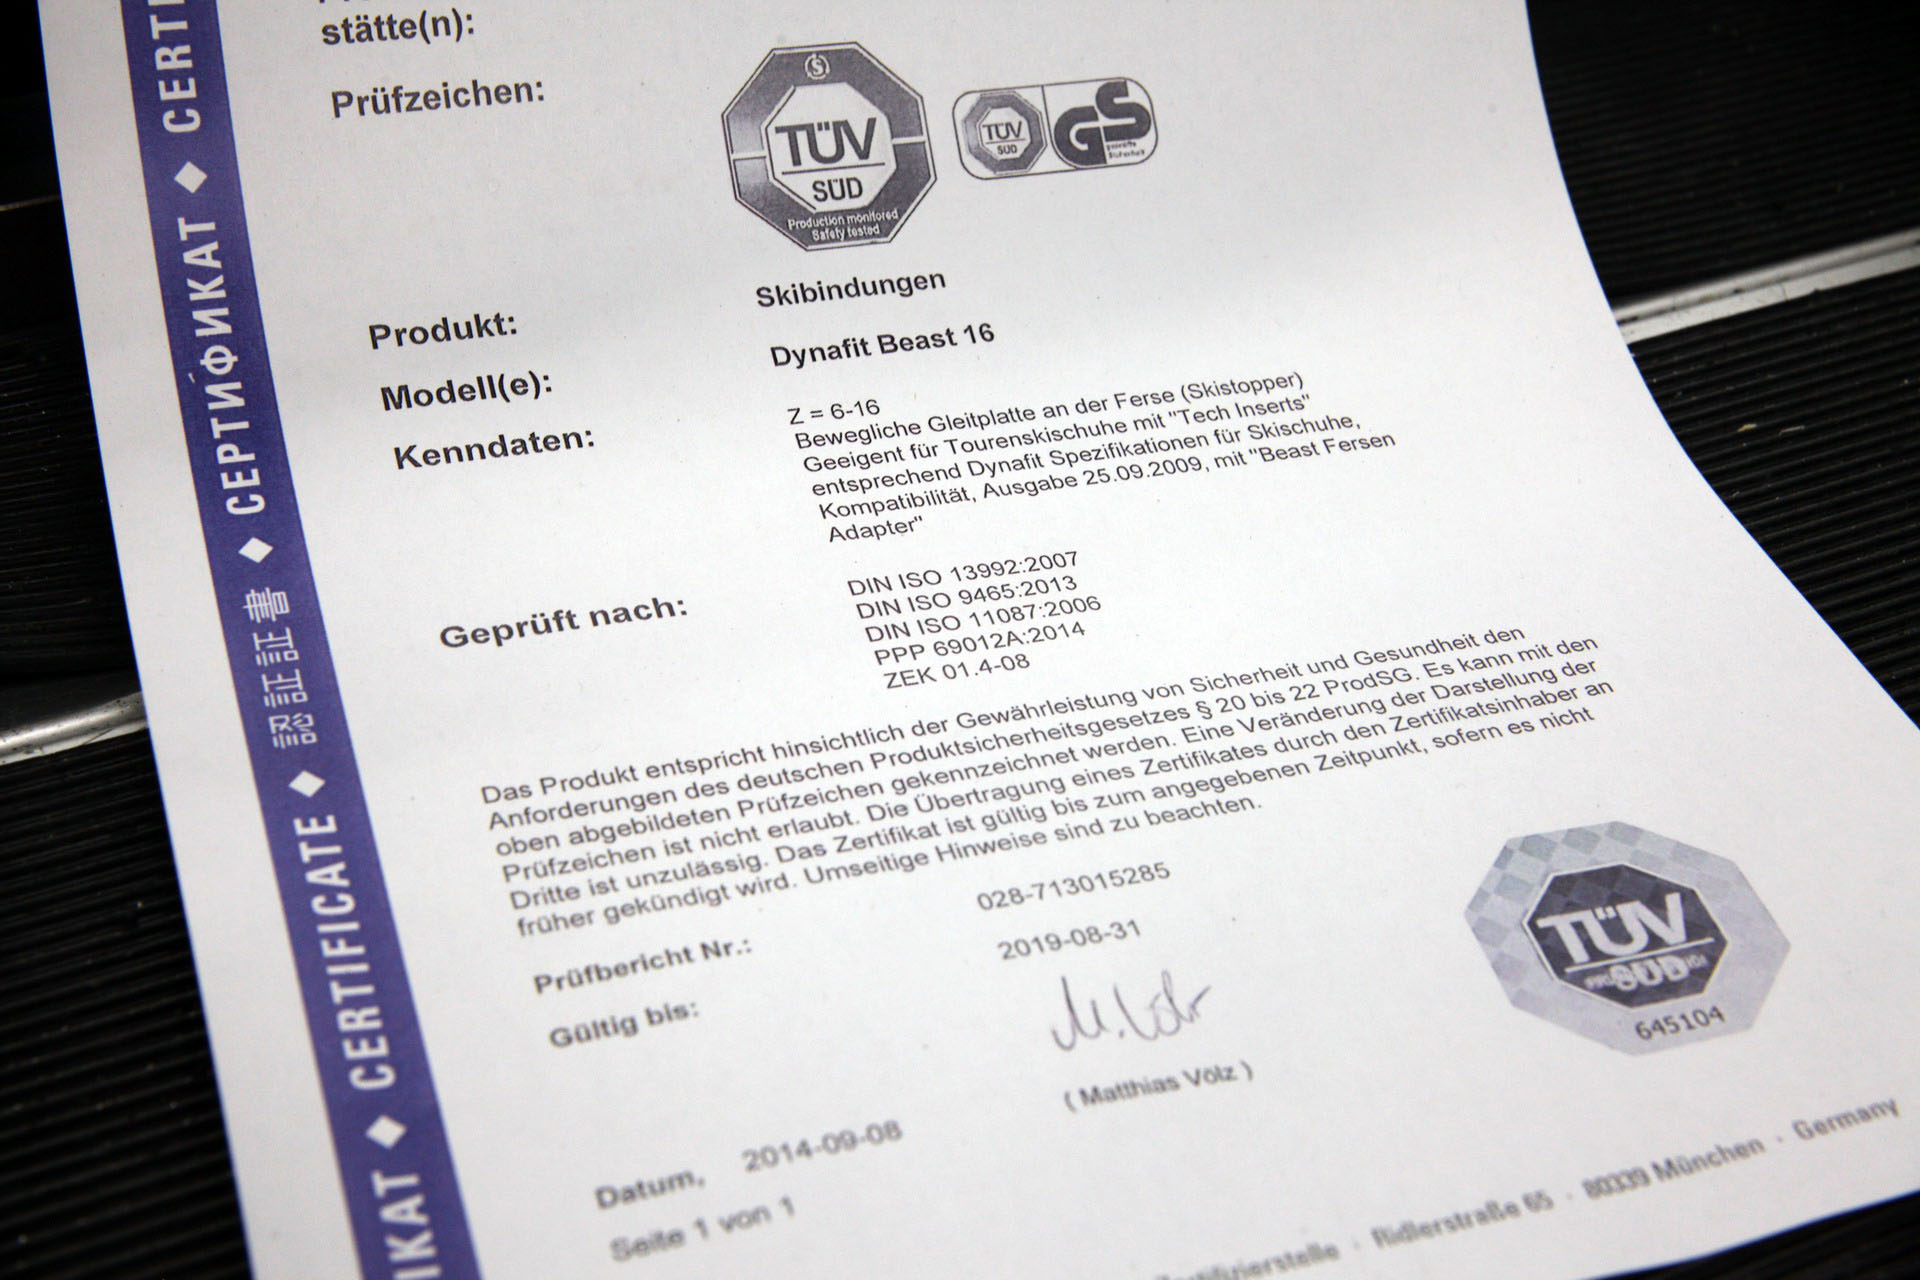 stätte(n):
Prüfzeichen:
TÜV
SÜD
Production monitored
Safety tested
TÜV
SÜD
GS
geprüfte
Sicherheit
Produkt:
Skibindungen
Modell(e):
Dynafit Beast 16
Kenndaten:
Z = 6-16
Bewegliche Gleitplatte an der Ferse (Skistopper)
Geeigent für Tourenskischuhe mit "Tech Inserts"
entsprechend Dynafit Spezifikationen für Skischuhe,
Kompatibilität, Ausgabe 25.09.2009, mit "Beast Fersen
Adapter"
Geprüft nach:
DIN ISO 13992:2007
DIN ISO 9465:2013
DIN ISO 11087:2006
PPP 69012A:2014
ZEK 01.4-08
Das Produkt entspricht hinsichtlich der Gewährleistung von Sicherheit und Gesundheit den
Anforderungen des deutschen Produktsicherheitsgesetzes § 20 bis 22 ProdSG. Es kann mit den
oben abgebildeten Prüfzeichen gekennzeichnet werden. Eine Veränderung der Darstellung der
Prüfzeichen ist nicht erlaubt. Die Übertragung eines Zertifikates durch den Zertifikatsinhaber an
Dritte ist unzulässig. Das Zertifikat ist gültig bis zum angegebenen Zeitpunkt, sofern es nicht
früher gekündigt wird. Umseitige Hinweise sind zu beachten.
Prüfbericht Nr.:
028-713015285
Gültig bis:
2019-08-31
( Matthias Völz )
TÜV
SÜD
645104
Datum, 2014-09-08
Seite 1 von 1
Ridlerstraße 65 · 80339 München · Germany
CERTIFICATE ◆ 認証証書 ◆ СЕРТИФИКАТ ◆